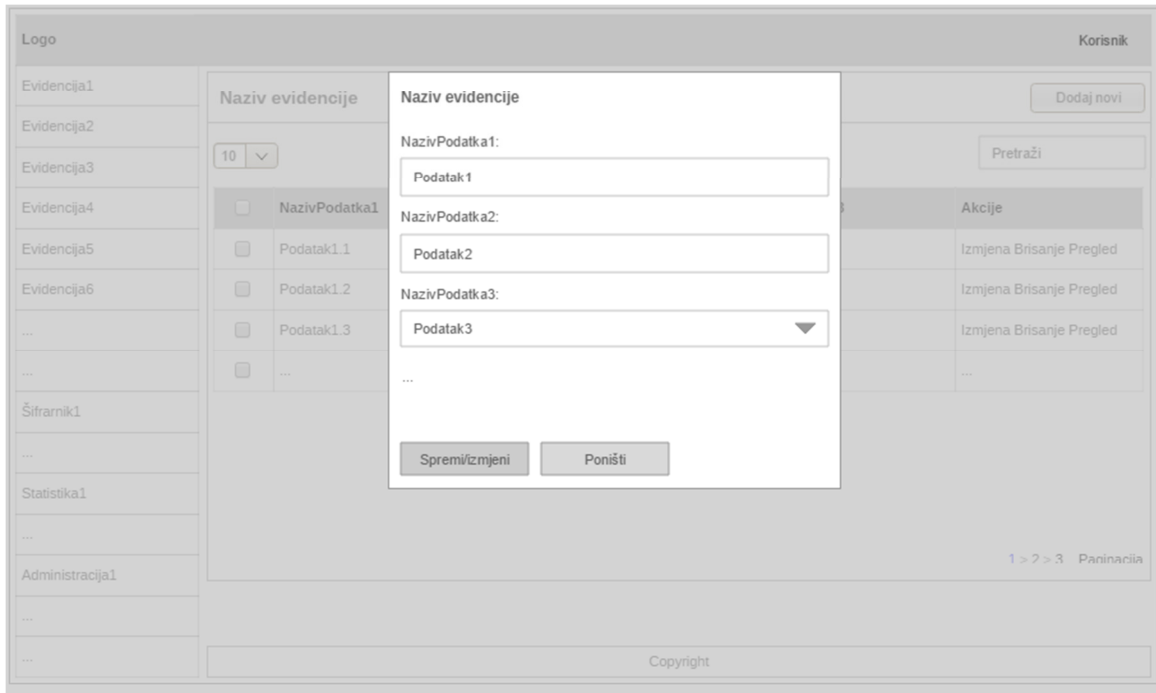 Logo
Korisnik
Evidencija1
Evidencija2
Evidencija3
Evidencija4
Evidencija5
Evidencija6
...
...
Šifrarnik1
...
Statistika1
...
Administracija1
...
...
Naziv evidencije
Dodaj novi
10
Pretraži
NazivPodatka1 3 Akcije
Podatak1.1 Izmjena Brisanje Pregled
Podatak1.2 Izmjena Brisanje Pregled
Podatak1.3 Izmjena Brisanje Pregled
... ...
Naziv evidencije
NazivPodatka1:
Podatak1
NazivPodatka2:
Podatak2
NazivPodatka3:
Podatak3
...
Spremi/izmjeni Poništi
1 > 2 > 3 Paginacija
Copyright